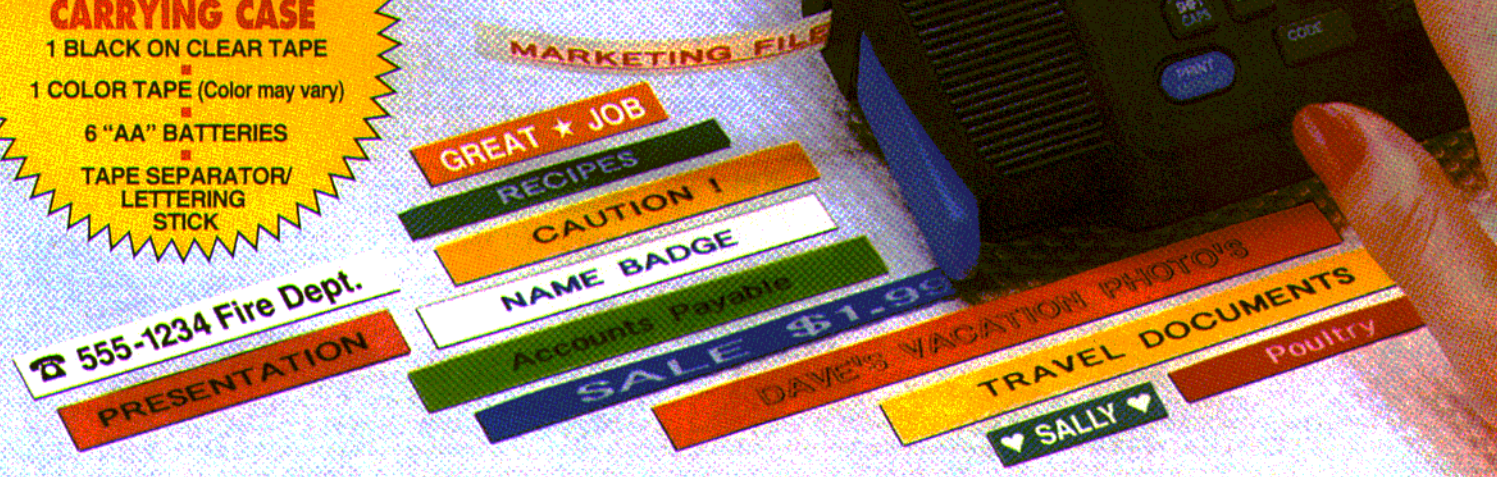 CARRYING CASE
1 BLACK ON CLEAR TAPE
1 COLOR TAPE (Color may vary)
6 “AA” BATTERIES
TAPE SEPARATOR/
LETTERING
STICK
MARKETING FILE
GREAT ★ JOB
RECIPES
CAUTION !
NAME BADGE
Accounts Payable
SALE $1.99
☎ 555-1234 Fire Dept.
PRESENTATION
DAVE'S VACATION PHOTO'S
TRAVEL DOCUMENTS
Poultry
♥ SALLY ♥
CAPS
CODE
PRINT